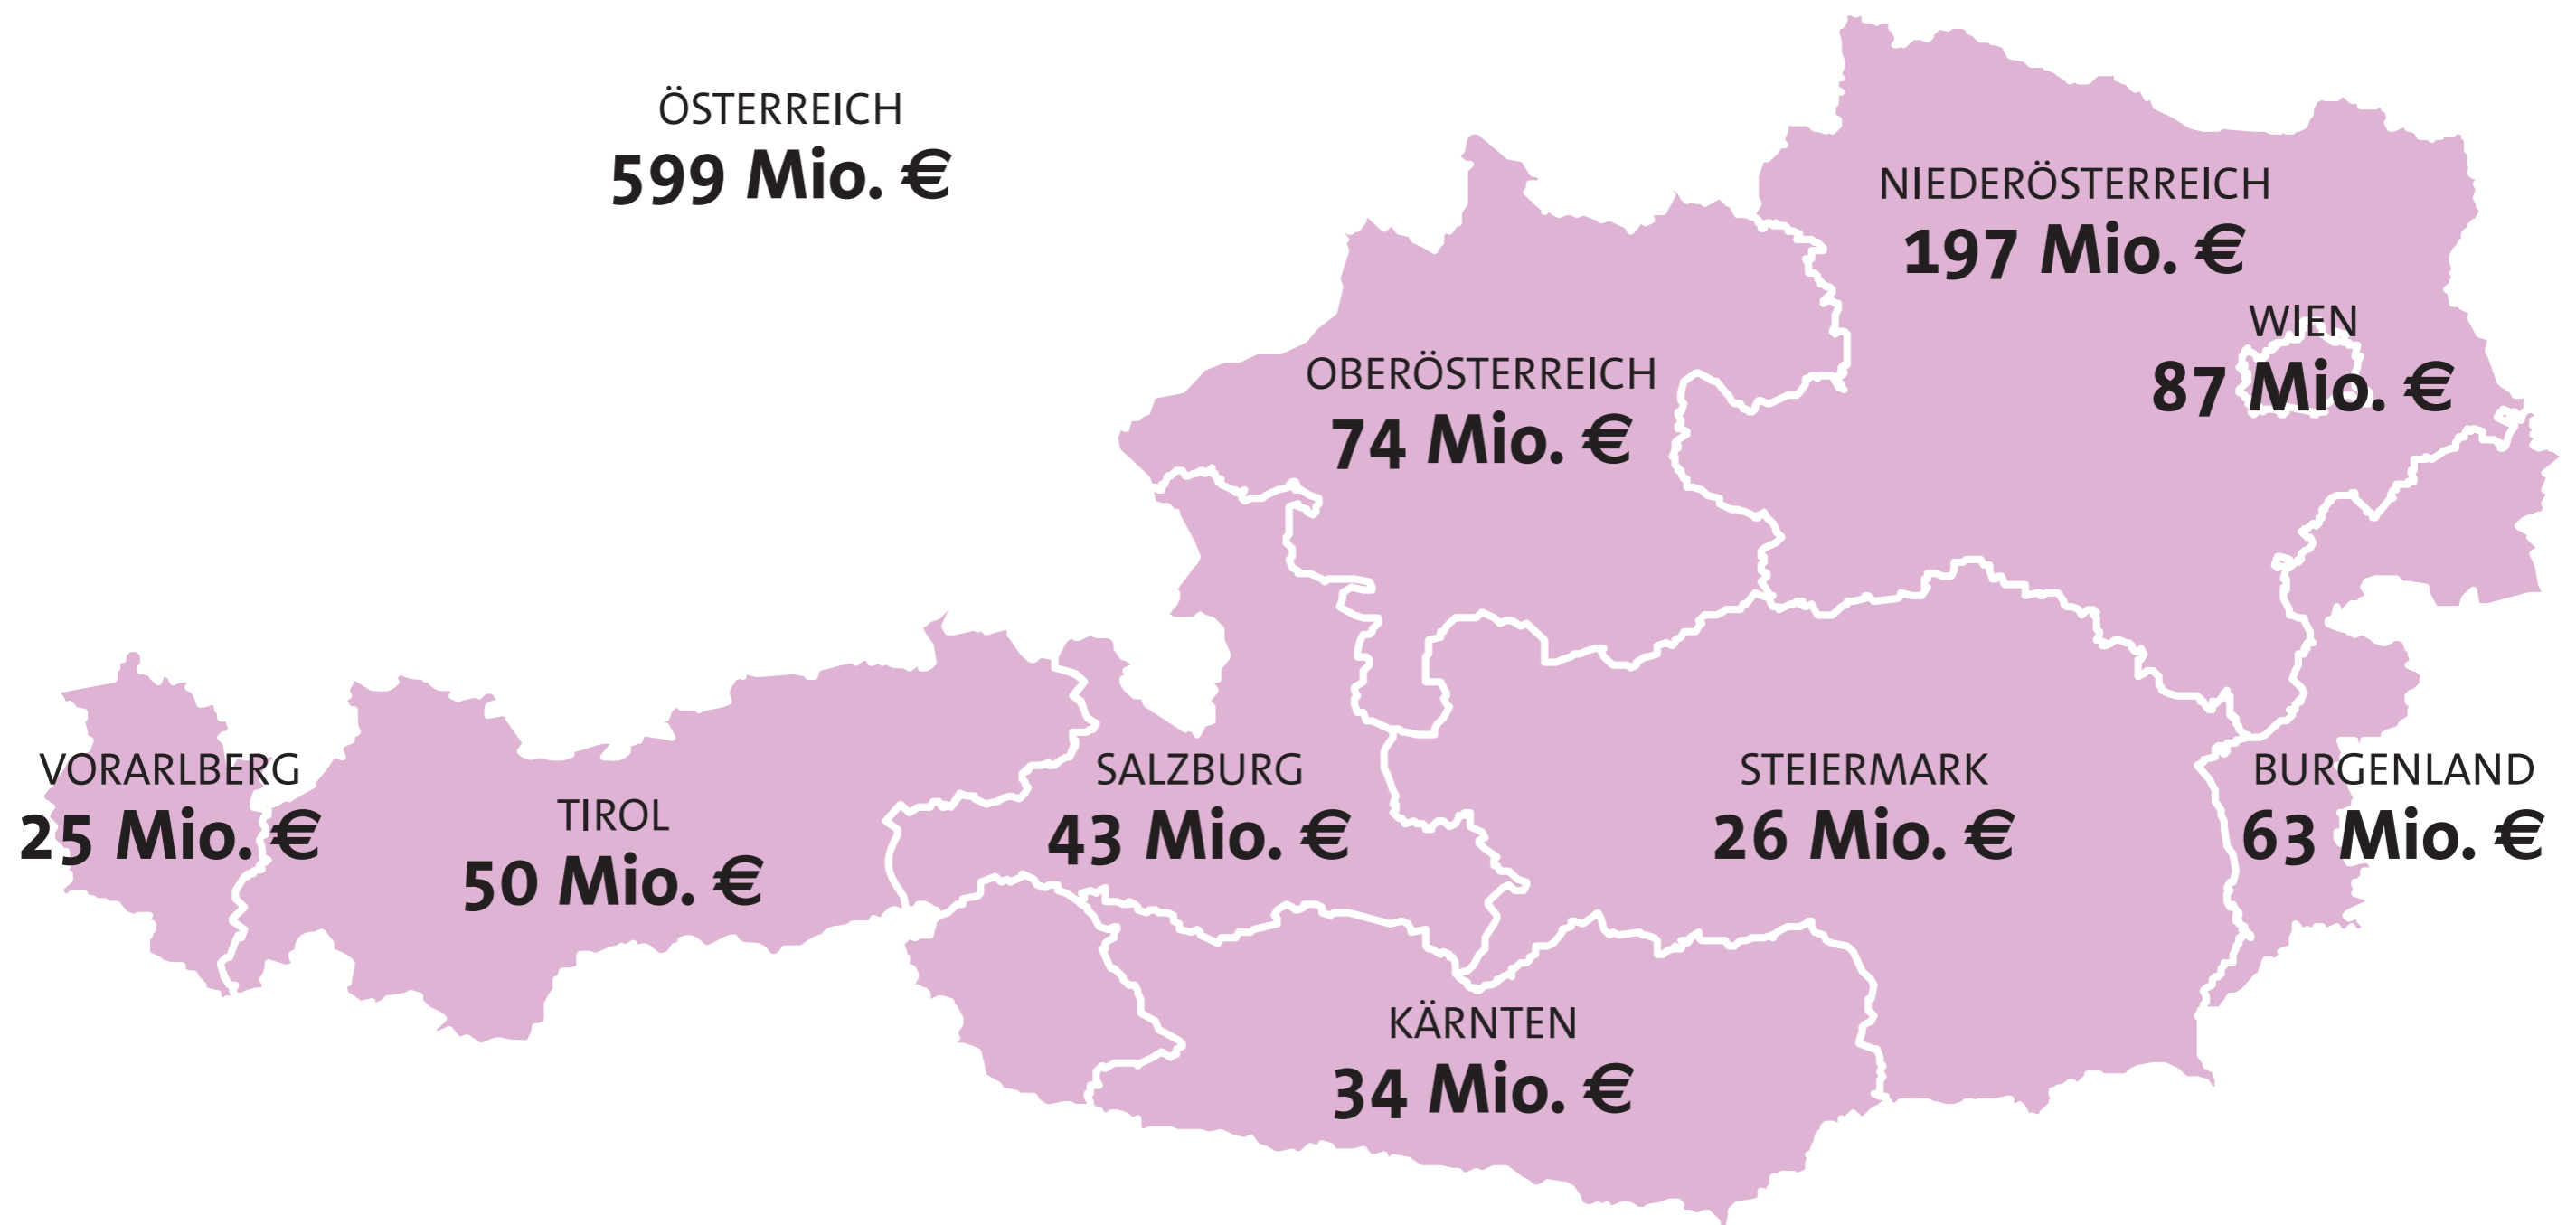 ÖSTERREICH
599 Mio. €
NIEDERÖSTERREICH
197 Mio. €
WIEN
87 Mio. €
OBERÖSTERREICH
74 Mio. €
VORARLBERG
25 Mio. €
TIROL
50 Mio. €
SALZBURG
43 Mio. €
STEIERMARK
26 Mio. €
BURGENLAND
63 Mio. €
KÄRNTEN
34 Mio. €